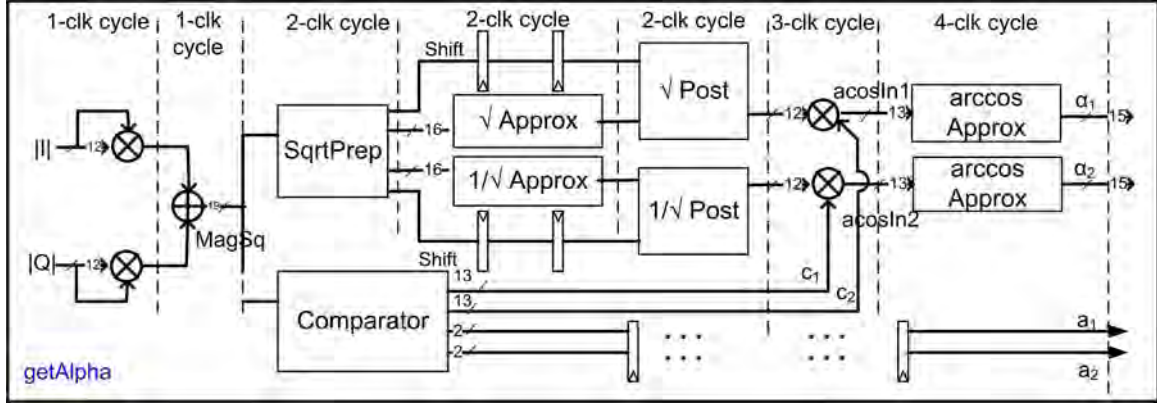 1-clk cycle
1-clk
cycle
2-clk cycle
2-clk cycle
2-clk cycle
3-clk cycle
4-clk cycle
Shift
√ Post
√ Approx
SqrtPrep
16
16
1/√ Approx
1/√ Post
12
acosIn1
13
arccos
Approx
α1
15
12
acosIn2
13
arccos
Approx
α2
15
|I|
12
19
MagSq
|Q|
12
Shift
13
13
2
2
Comparator
c1
c2
a1
a2
getAlpha